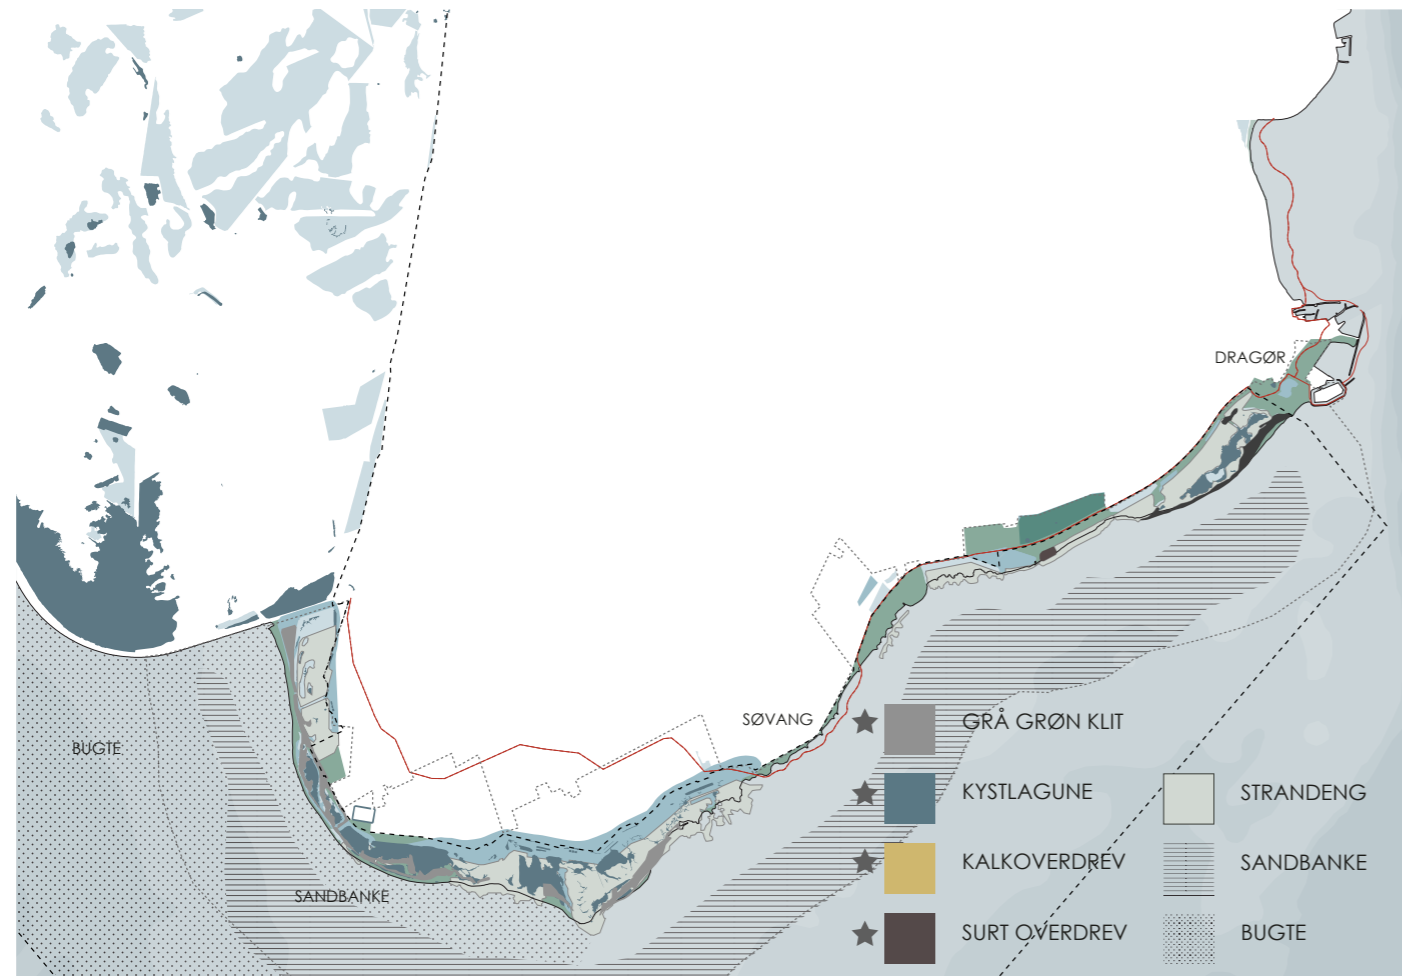 DRAGØR
SØVANG
BUGTE
SANDBANKE
GRÅ GRØN KLIT
KYSTLAGUNE
KALKOVERDREV
SURT OVERDREV
STRANDENG
SANDBANKE
BUGTE